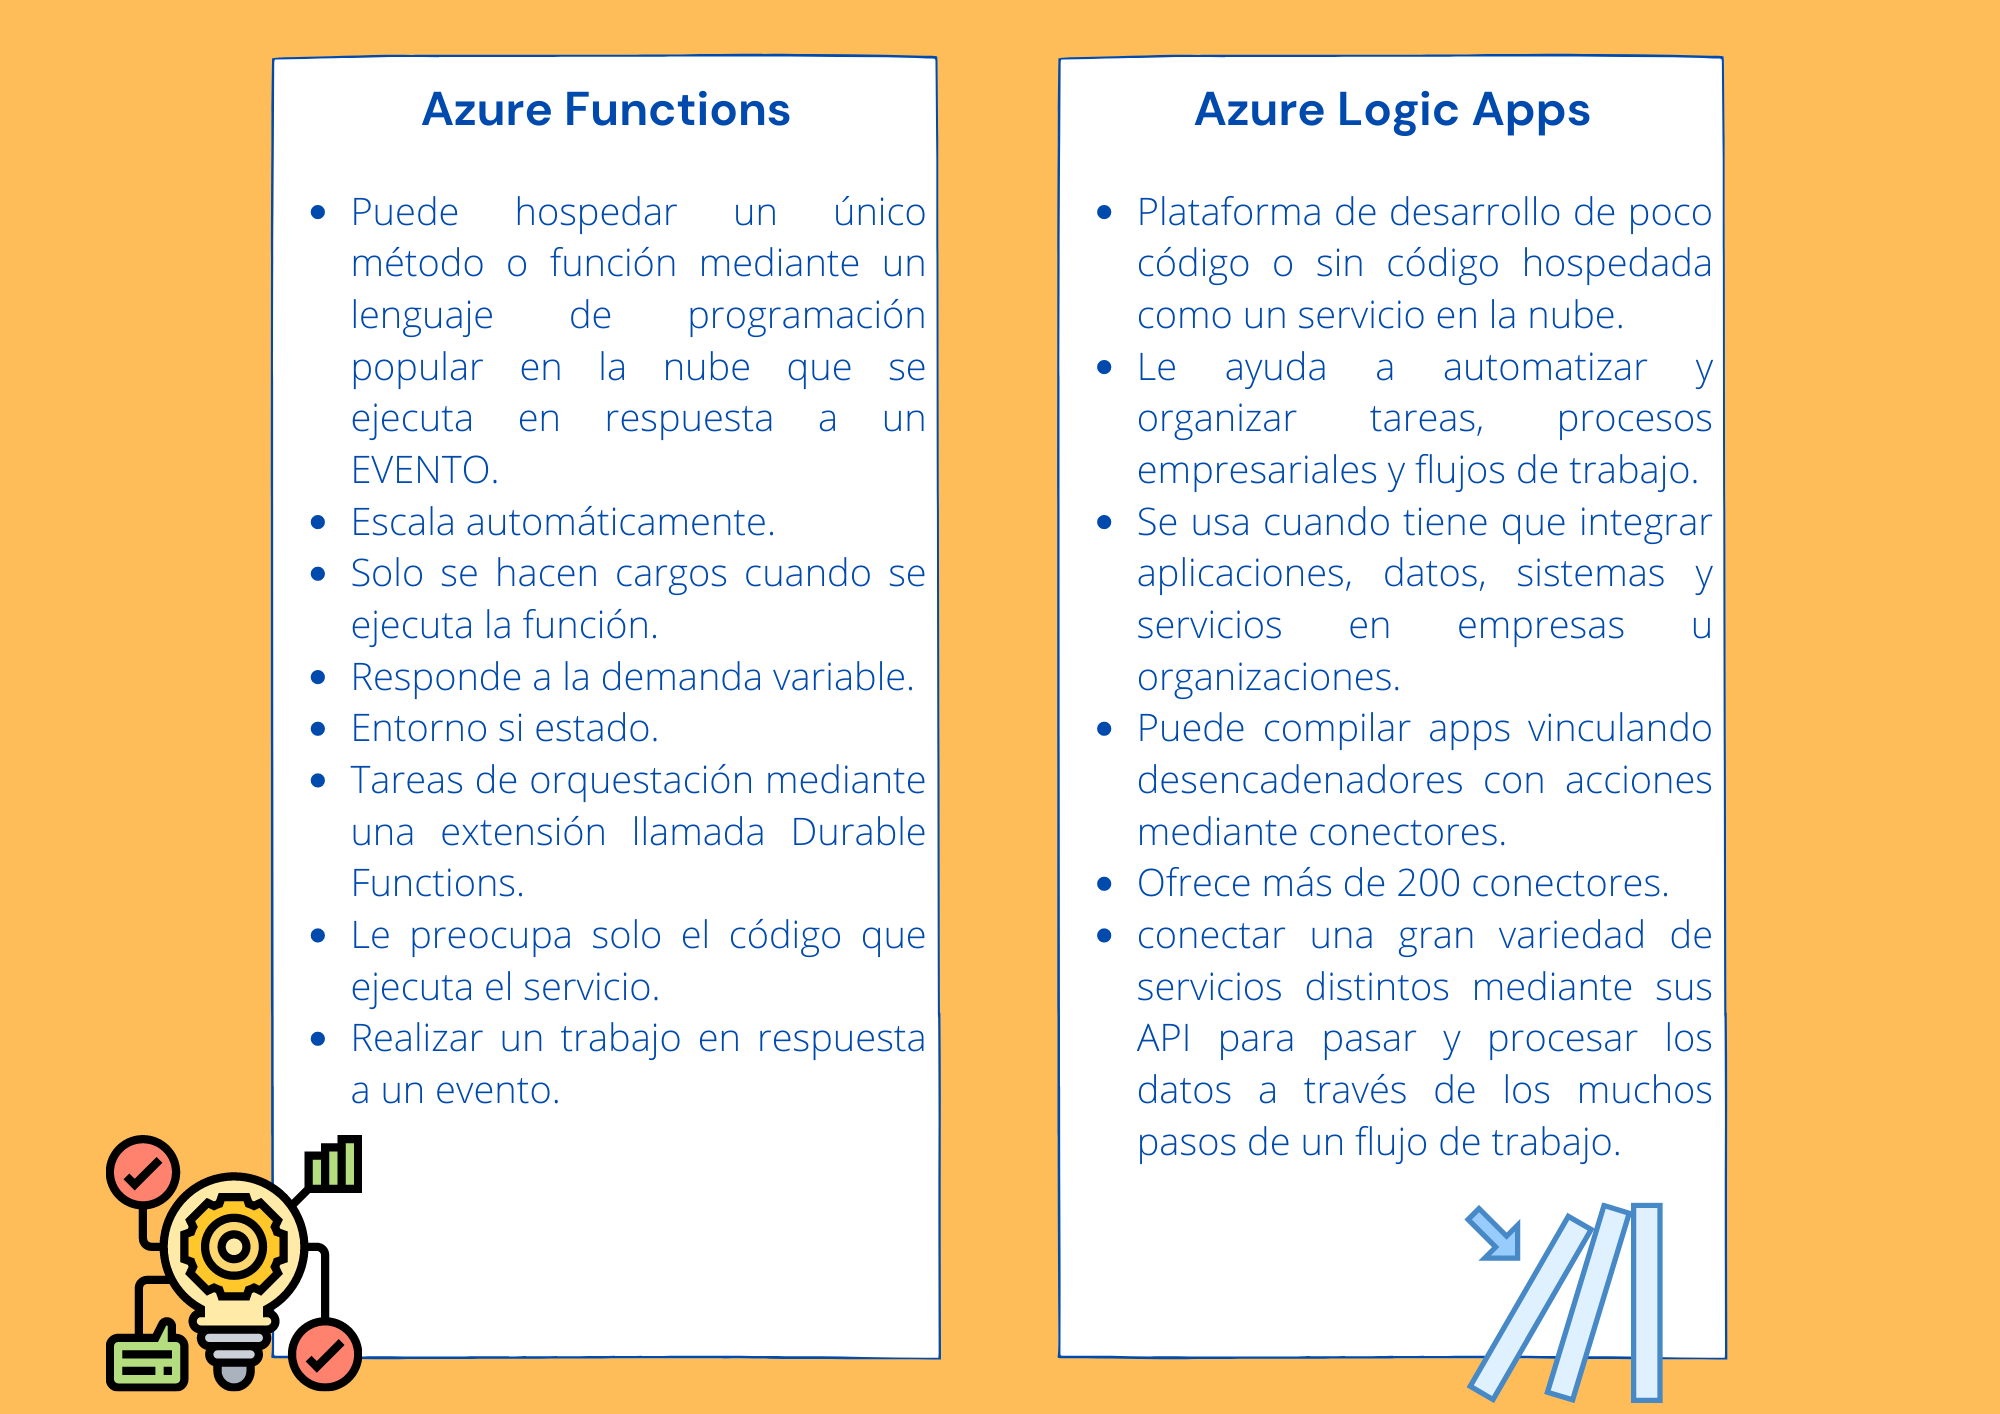 Azure Functions
Puede hospedar un único
método o función mediante un
lenguaje de programación
popular en la nube que se
ejecuta en respuesta a un
EVENTO.
Escala automáticamente.
Solo se hacen cargos cuando se
ejecuta la función.
Responde a la demanda variable.
Entorno si estado.
Tareas de orquestación mediante
una extensión llamada Durable
Functions.
Le preocupa solo el código que
ejecuta el servicio.
Realizar un trabajo en respuesta
a un evento.
Azure Logic Apps
Plataforma de desarrollo de poco
código o sin código hospedada
como un servicio en la nube.
Le ayuda a automatizar y
organizar tareas, procesos
empresariales y flujos de trabajo.
Se usa cuando tiene que integrar
aplicaciones, datos, sistemas y
servicios en empresas u
organizaciones.
Puede compilar apps vinculando
desencadenadores con acciones
mediante conectores.
Ofrece más de 200 conectores.
conectar una gran variedad de
servicios distintos mediante sus
API para pasar y procesar los
datos a través de los muchos
pasos de un flujo de trabajo.